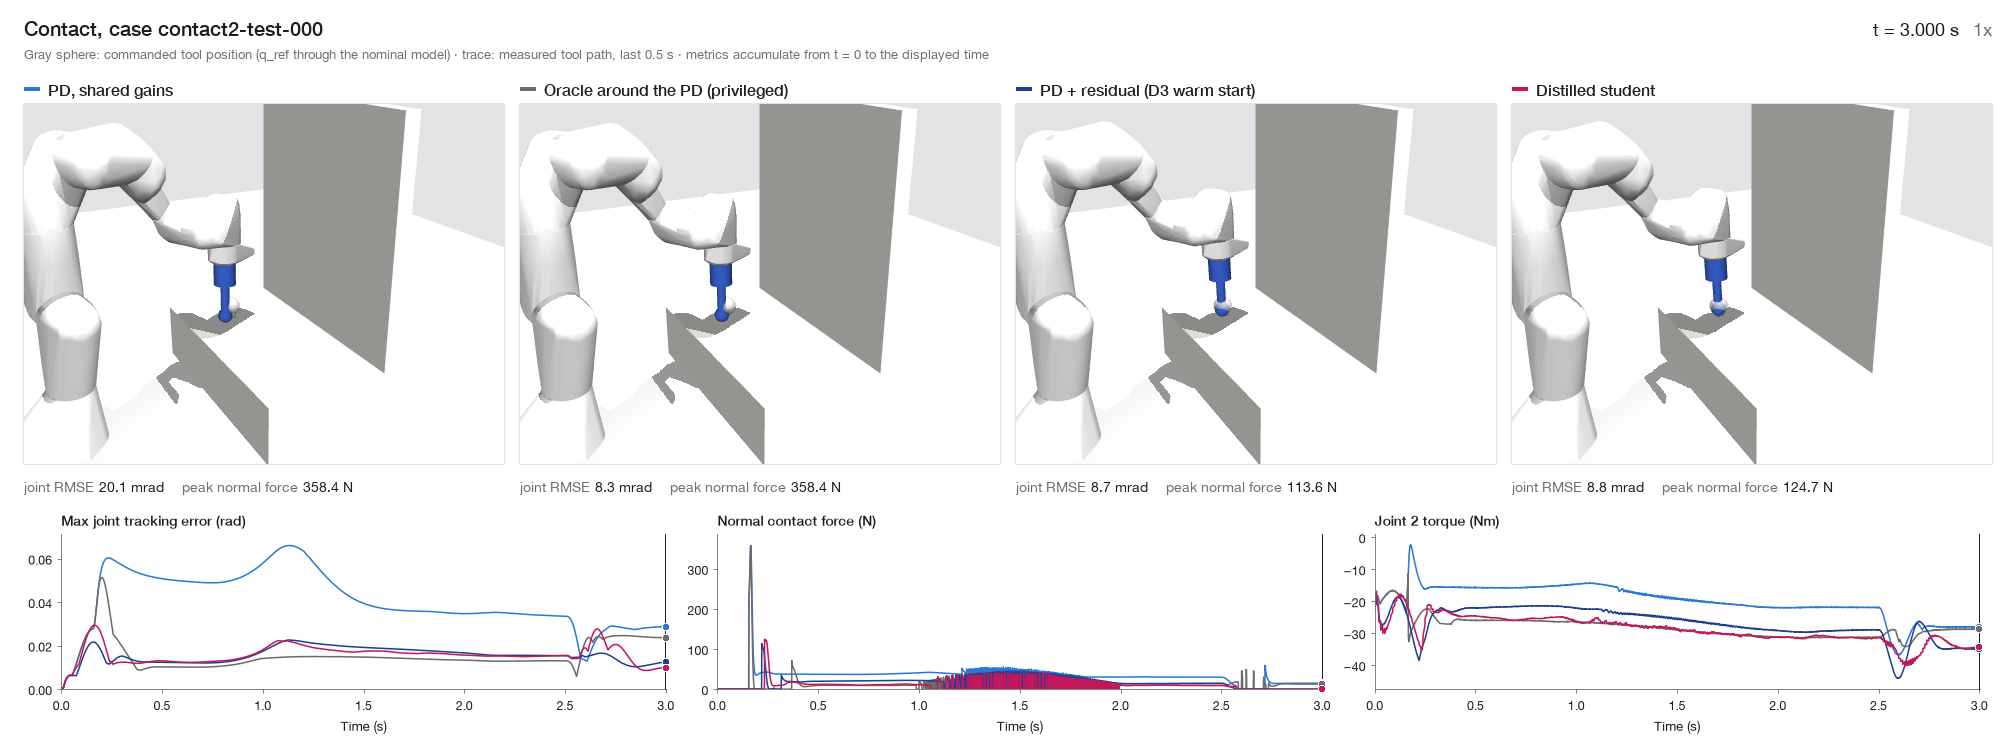 Contact, case contact2-test-000
t = 3.000 s 1x
Gray sphere: commanded tool position (q_ref through the nominal model) · trace: measured tool path, last 0.5 s · metrics accumulate from t = 0 to the displayed time
PD, shared gains
Oracle around the PD (privileged)
PD + residual (D3 warm start)
Distilled student
joint RMSE 20.1 mrad peak normal force 358.4 N
joint RMSE 8.3 mrad peak normal force 358.4 N
joint RMSE 8.7 mrad peak normal force 113.6 N
joint RMSE 8.8 mrad peak normal force 124.7 N
Max joint tracking error (rad)
0.06
0.04
0.02
0.00
0.0 0.5 1.0 1.5 2.0 2.5 3.0
Time (s)
Normal contact force (N)
300
200
100
0
0.0 0.5 1.0 1.5 2.0 2.5 3.0
Time (s)
Joint 2 torque (Nm)
0
−10
−20
−30
−40
0.0 0.5 1.0 1.5 2.0 2.5 3.0
Time (s)